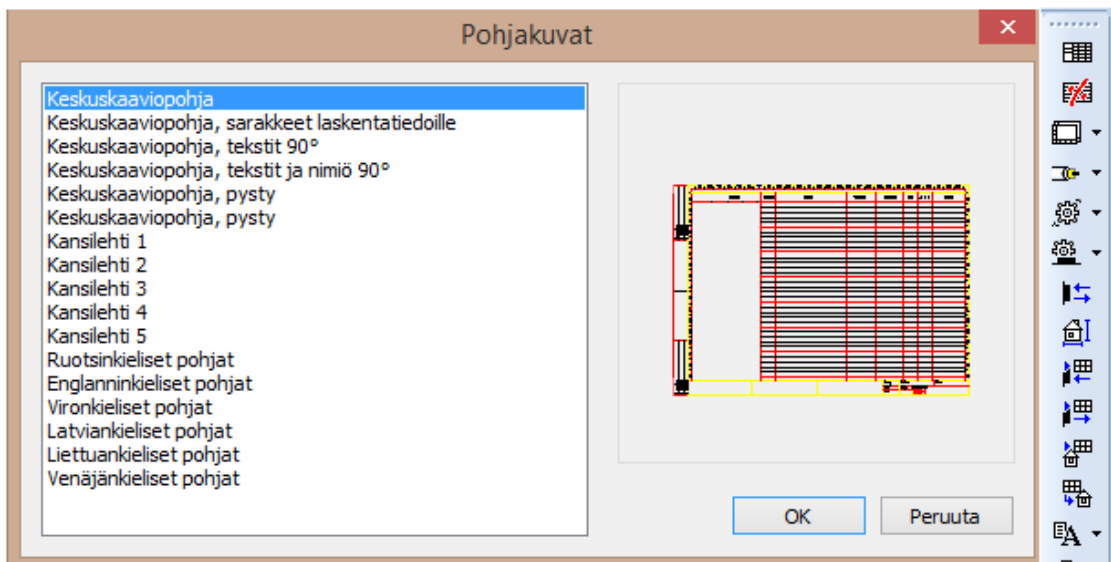 Pohjakuvat
Keskuskaaviopohja
Keskuskaaviopohja, sarakkeet laskentatiedoille
Keskuskaaviopohja, tekstit 90°
Keskuskaaviopohja, tekstit ja nimiö 90°
Keskuskaaviopohja, pysty
Keskuskaaviopohja, pysty
Kansilehti 1
Kansilehti 2
Kansilehti 3
Kansilehti 4
Kansilehti 5
Ruotsinkieliset pohjat
Englanninkieliset pohjat
Vironkieliset pohjat
Latviankieliset pohjat
Liettuankieliset pohjat
Venäjänkieliset pohjat
OK
Peruuta